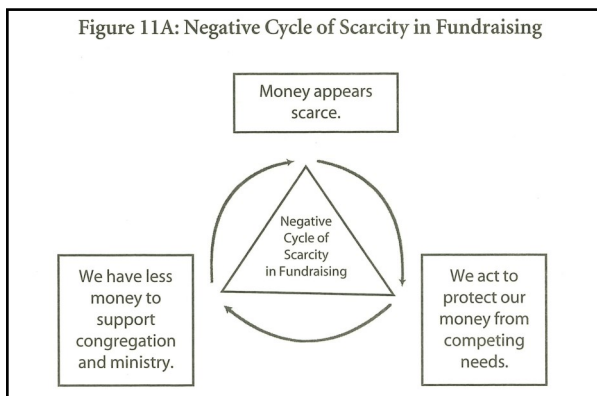 Figure 11A: Negative Cycle of Scarcity in Fundraising
Money appears
scarce.
Negative
Cycle of
Scarcity
in Fundraising
We have less
money to
support
congregation
and ministry.
We act to
protect our
money from
competing
needs.